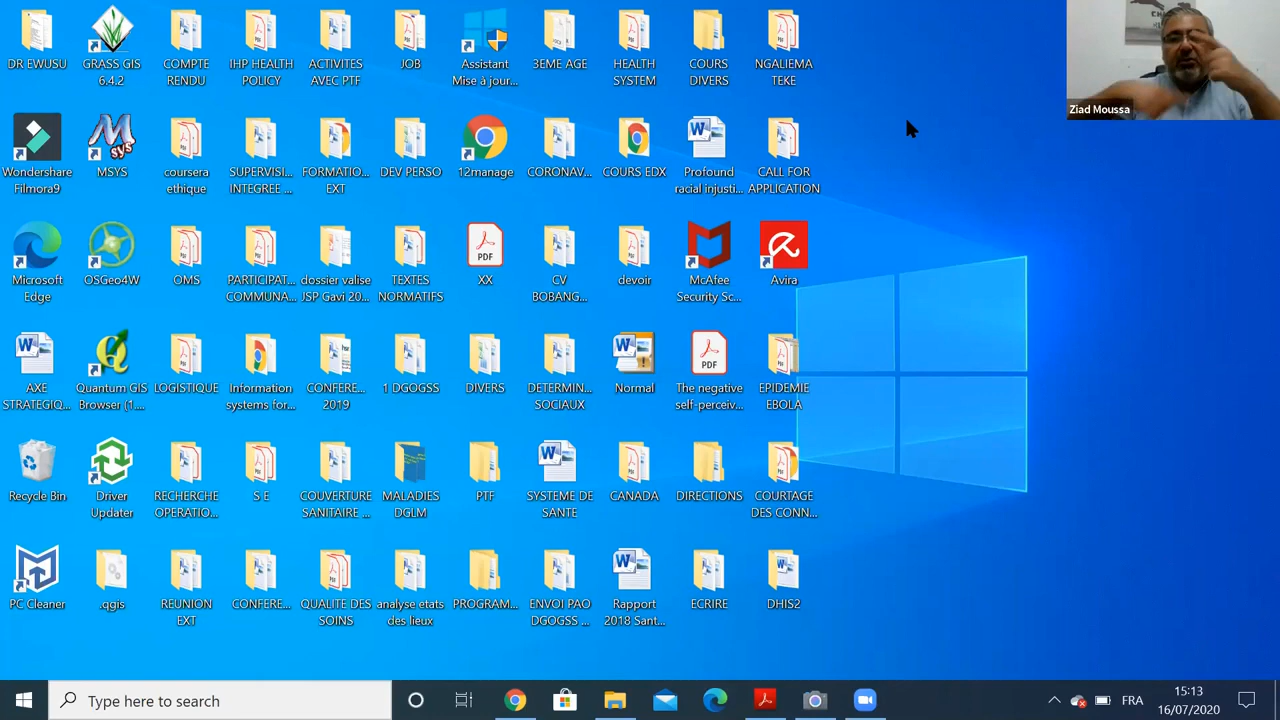 DR EWUSU
GRASS GIS
6.4.2
COMPTE
RENDU
IHP HEALTH
POLICY
ACTIVITES
AVEC PTF
JOB
Assistant
Mise à jour...
3EME AGE
HEALTH
SYSTEM
COURS
DIVERS
NGALIEMA
TEKE
Ziad Moussa
Wondershare
Filmora9
MSYS
coursera
ethique
SUPERVISI...
INTEGREE ...
FORMATIO...
EXT
DEV PERSO
12manage
CORONAV...
COURS EDX
Profound
racial injusti...
CALL FOR
APPLICATION
Microsoft
Edge
OSGeo4W
OMS
PARTICIPAT...
COMMUNA...
dossier valise
JSP Gavi 20...
TEXTES
NORMATIFS
XX
CV
BOBANG...
devoir
McAfee
Security Sc...
Avira
AXE
STRATEGIQ...
Quantum GIS
Browser (1....
LOGISTIQUE
Information
systems for...
CONFERE...
2019
1 DGOGSS
DIVERS
DETERMIN...
SOCIAUX
Normal
The negative
self-perceiv...
EPIDEMIE
EBOLA
Recycle Bin
Driver
Updater
RECHERCHE
OPERATIO...
S E
COUVERTURE
SANITAIRE ...
MALADIES
DGLM
PTF
SYSTEME DE
SANTE
CANADA
DIRECTIONS
COURTAGE
DES CONN...
PC Cleaner
.qgis
REUNION
EXT
CONFERE...
QUALITE DES
SOINS
analyse etats
des lieux
PROGRAM...
ENVOI PAO
DGOGSS ...
Rapport
2018 Sant...
ECRIRE
DHIS2
Type here to search
FRA
15:13
16/07/2020